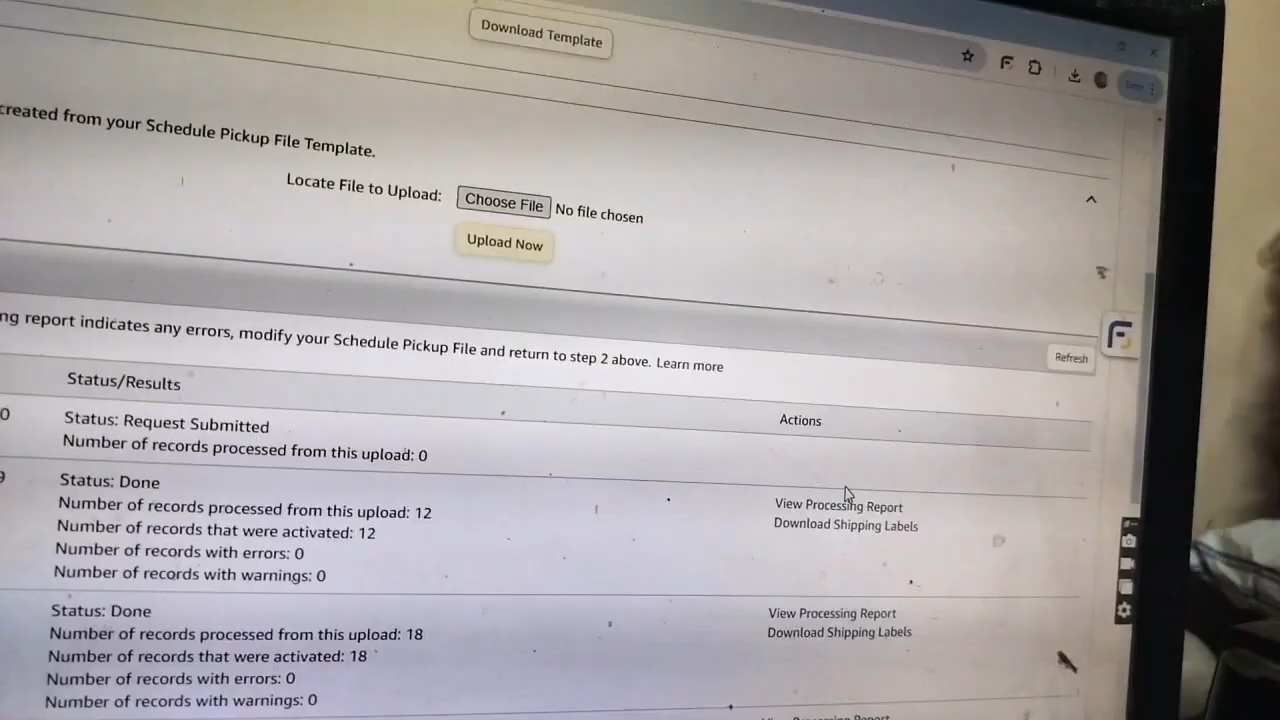 Download Template
created from your Schedule Pickup File Template.
Locate File to Upload: Choose File No file chosen
Upload Now
ng report indicates any errors, modify your Schedule Pickup File and return to step 2 above. Learn more
Refresh
Status/Results
Actions
0
Status: Request Submitted
Number of records processed from this upload: 0
9
Status: Done
Number of records processed from this upload: 12
Number of records that were activated: 12
Number of records with errors: 0
Number of records with warnings: 0
View Processing Report
Download Shipping Labels
Status: Done
Number of records processed from this upload: 18
Number of records that were activated: 18
Number of records with errors: 0
Number of records with warnings: 0
View Processing Report
Download Shipping Labels